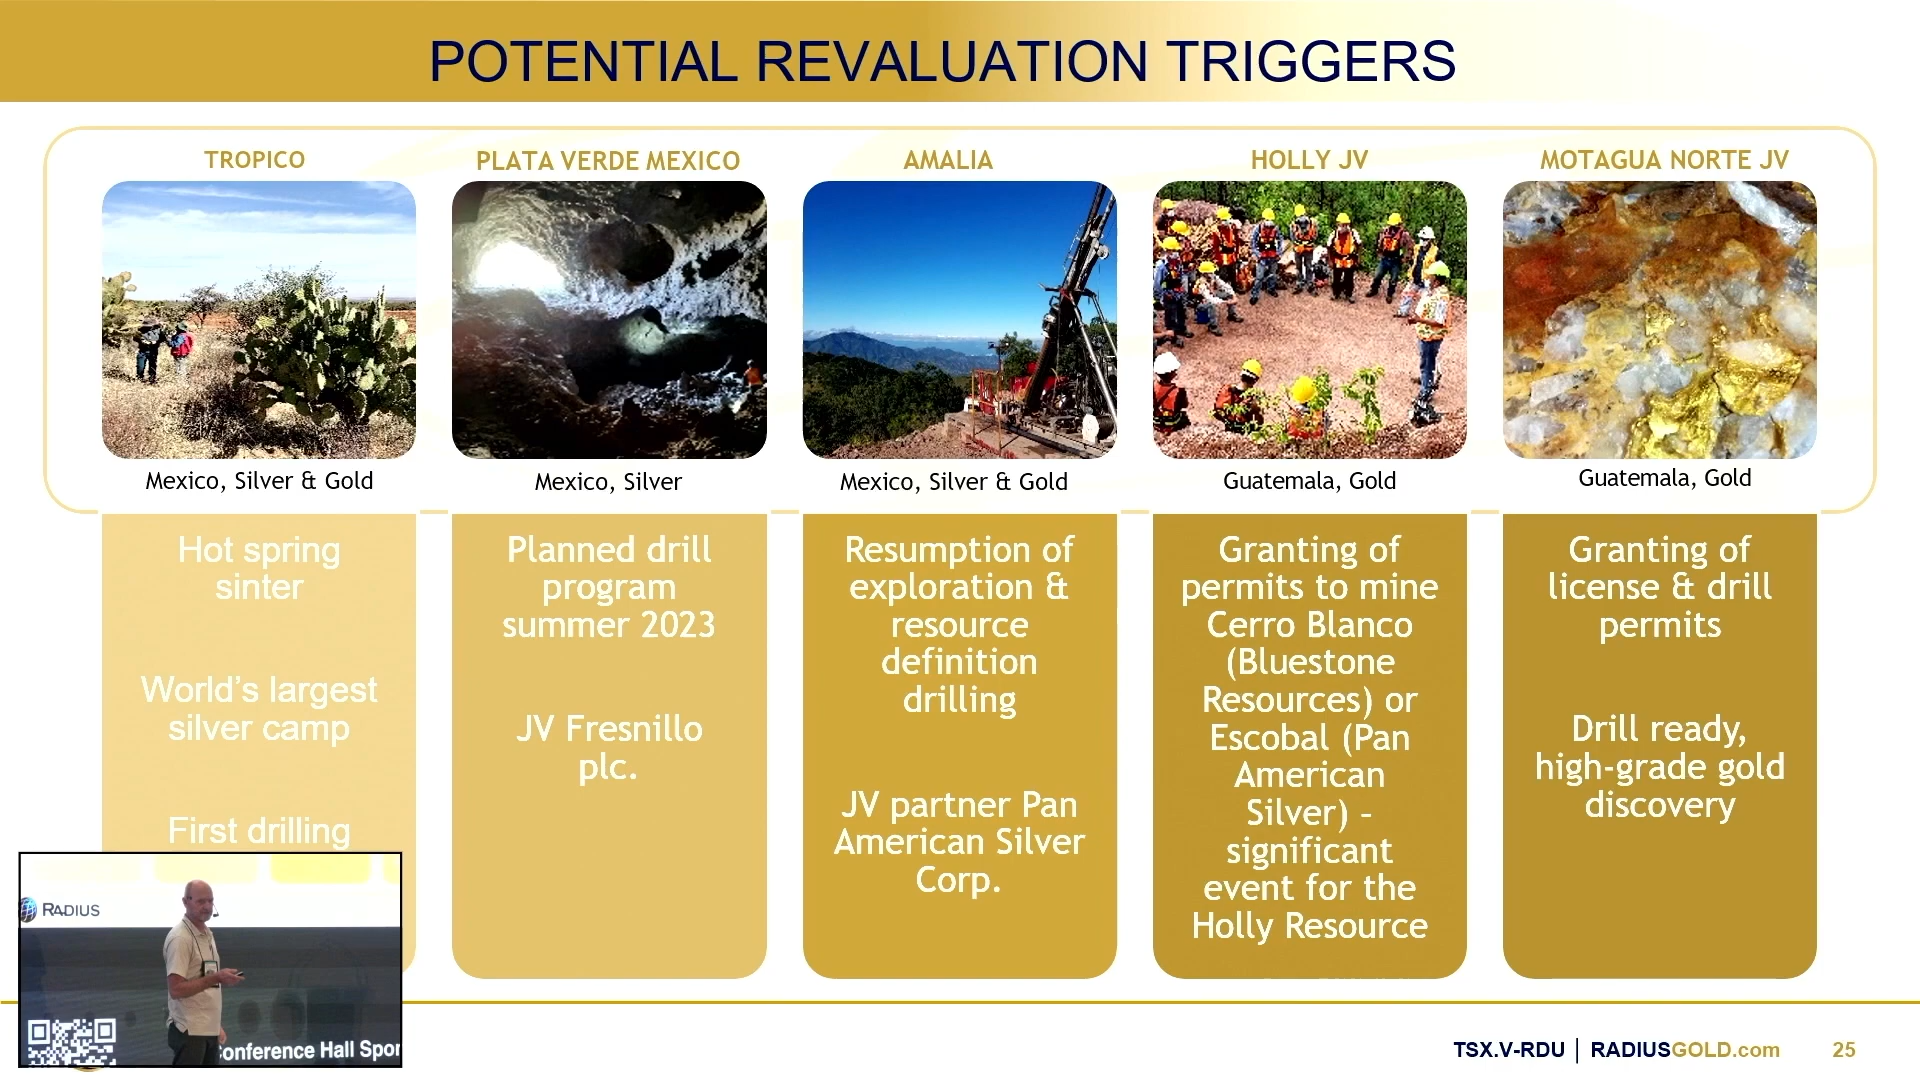 POTENTIAL REVALUATION TRIGGERS
TROPICO
Mexico, Silver & Gold
Hot spring
sinter
World's largest
silver camp
First drilling
PLATA VERDE MEXICO
Mexico, Silver
Planned drill
program
summer 2023
JV Fresnillo
plc.
AMALIA
Mexico, Silver & Gold
Resumption of
exploration &
resource
definition
drilling
JV partner Pan
American Silver
Corp.
HOLLY JV
Guatemala, Gold
Granting of
permits to mine
Cerro Blanco
(Bluestone
Resources) or
Escobal (Pan
American
Silver) –
significant
event for the
Holly Resource
MOTAGUA NORTE JV
Guatemala, Gold
Granting of
license & drill
permits
Drill ready,
high-grade gold
discovery
RADIUS
Conference Hall Spor
TSX.V-RDU | RADIUSGOLD.com 25